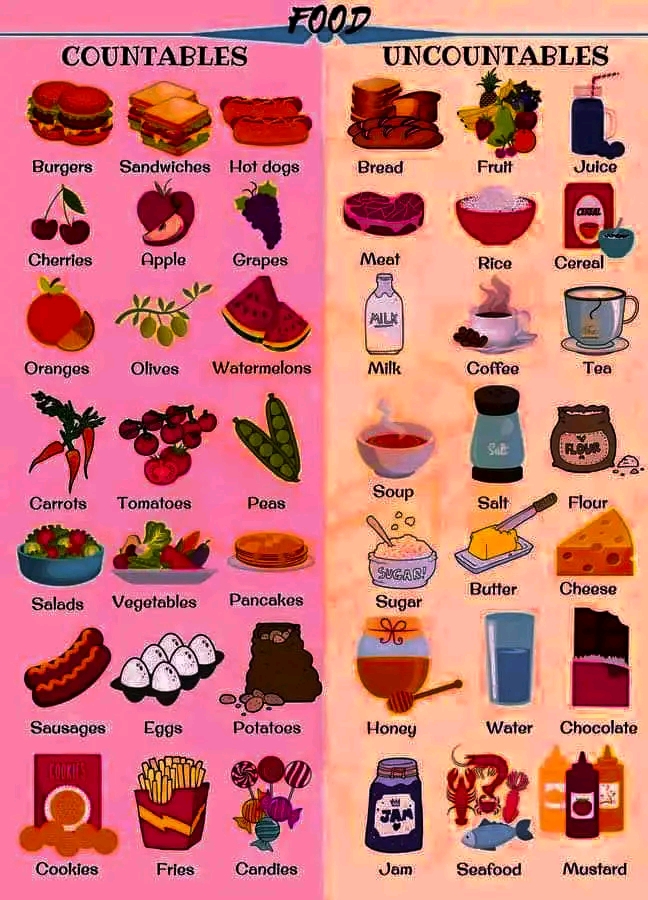 FOOD
COUNTABLES
UNCOUNTABLES
Burgers Sandwiches Hot dogs
Bread Fruit Juice
CEREAL
Cherries Apple Grapes
Meat Rice Cereal
MILK
Oranges Olives Watermelons
Milk Coffee Tea
Salt
FLOUR
Carrots Tomatoes Peas
Soup Salt Flour
SUGAR!
Salads Vegetables Pancakes
Sugar Butter Cheese
Sausages Eggs Potatoes
Honey Water Chocolate
COOKIES
JAM
Cookies Fries Candies
Jam Seafood Mustard